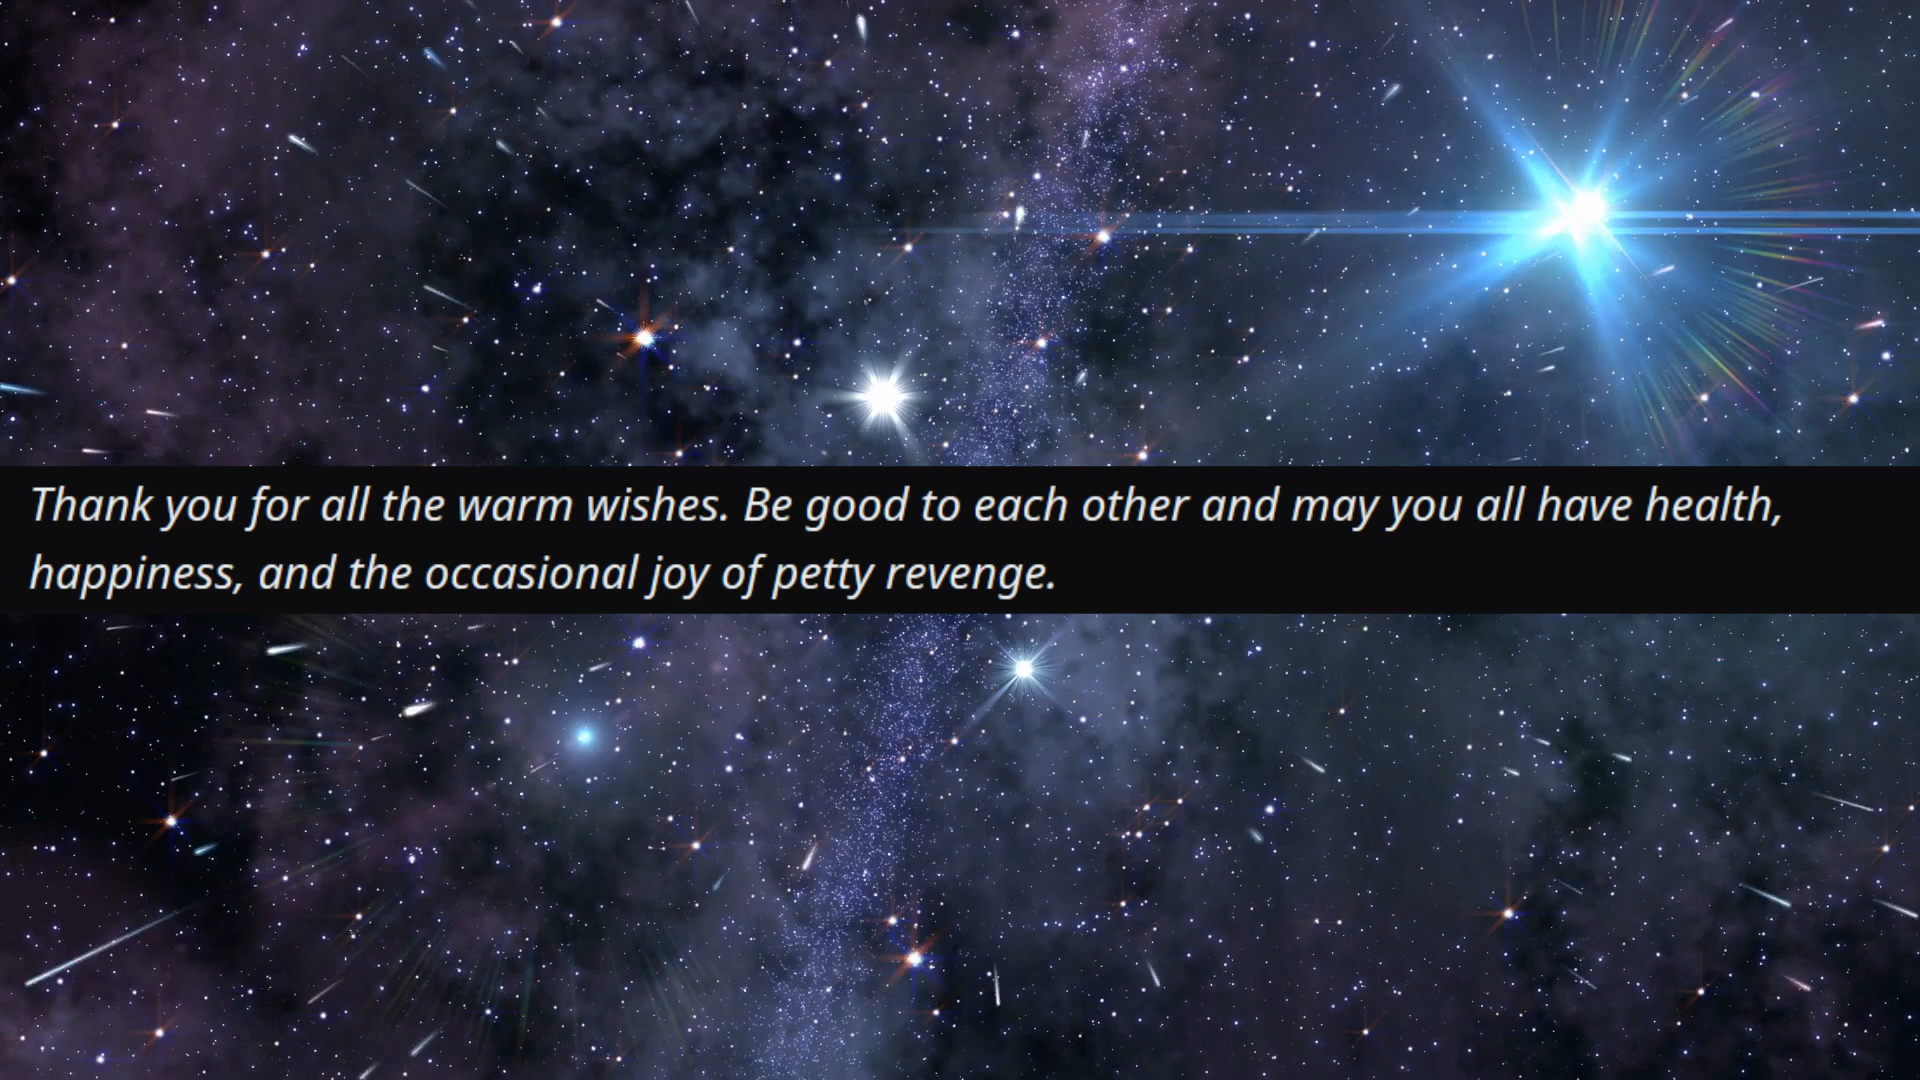 Thank you for all the warm wishes. Be good to each other and may you all have health,
happiness, and the occasional joy of petty revenge.